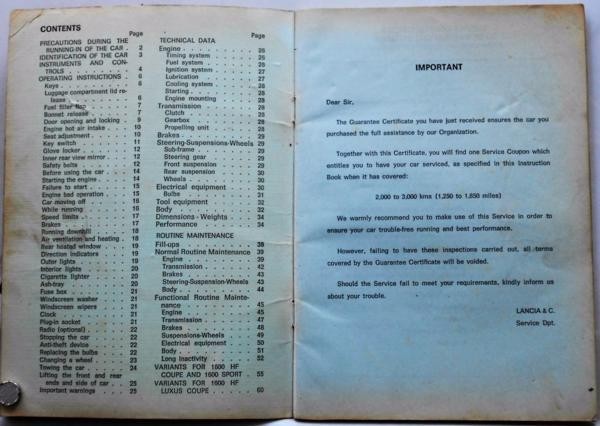 CONTENTS
Page
PRECAUTIONS DURING THE
RUNNING-IN OF THE CAR . 2
IDENTIFICATION OF THE CAR 3
INSTRUMENTS AND CON-
TROLS . . . . . . . . 4
OPERATING INSTRUCTIONS . 6
Keys . . . . . . . . 6
Luggage compartment lid re-
lease . . . . . . . . 6
Fuel filler flap . . . . . 7
Bonnet release . . . . . 7
Door opening and locking . 9
Engine hot air intake . . . 10
Seat adjustment . . . . . 10
Key switch . . . . . . 11
Glove locker . . . . . . 12
Inner rear view mirror . . 12
Safety belts . . . . . . 12
Before using the car . . . 14
Starting the engine . . . . 14
Failure to start . . . . . 15
Engine bad operation . . . 15
Car moving off . . . . . 16
While running . . . . . 16
Speed limits . . . . . . 17
Brakes . . . . . . . . 17
Running downhill . . . . 18
Air ventilation and heating . 18
Rear heated window . . . 19
Direction indicators . . . 19
Outer lights . . . . . . 19
Interior lights . . . . . 20
Cigarette lighter . . . . . 20
Ash-tray . . . . . . . 20
Fuse box . . . . . . . 21
Windscreen washer . . . 21
Windscreen wipers . . . 21
Clock . . . . . . . . 21
Plug-in socket . . . . . 21
Radio (optional) . . . . . 22
Stopping the car . . . . 22
Anti-theft device . . . . 22
Replacing the bulbs . . . 22
Changing a wheel . . . . 23
Towing the car . . . . . 24
Lifting the front and rear
ends and side of car . . 25
Important warnings . . . 25
Page
TECHNICAL DATA
Engine . . . . . . . . 26
Timing system . . . . . 26
Fuel system . . . . . . 26
Ignition system . . . . . 27
Lubrication . . . . . . 27
Cooling system . . . . . 28
Starting . . . . . . . 28
Engine mounting . . . . 28
Transmission . . . . . . 28
Clutch . . . . . . . . 28
Gearbox . . . . . . . 28
Propelling unit . . . . . 28
Brakes . . . . . . . . 29
Steering-Suspensions-Wheels 29
Sub-frame . . . . . . 29
Steering gear . . . . . 29
Front suspension . . . . 29
Rear suspension . . . . 30
Wheels . . . . . . . 30
Electrical equipment . . . 30
Bulbs . . . . . . . . 31
Tool equipment . . . . . 32
Body . . . . . . . . 32
Dimensions - Weights . . . 34
Performance . . . . . . 34
ROUTINE MAINTENANCE
Fill-ups . . . . . . . . 38
Normal Routine Maintenance 39
Engine . . . . . . . . 39
Transmission . . . . . . 42
Brakes . . . . . . . . 43
Steering-Suspension-Wheels 43
Body . . . . . . . . 44
Functional Routine Mainte-
nance . . . . . . . . 45
Engine . . . . . . . . 45
Transmission . . . . . . 47
Brakes . . . . . . . . 48
Suspensions-Wheels . . . 49
Electrical equipment . . . 50
Body . . . . . . . . 51
Long Inactivity . . . . . 52
VARIANTS FOR 1600 HF
COUPE AND 1600 SPORT . 55
VARIANTS FOR 1600 HF
LUXUS COUPE . . . . . 60
IMPORTANT
Dear Sir,
The Guarantee Certificate you have just received ensures the car you
purchased the full assistance by our Organization.
Together with this Certificate, you will find one Service Coupon which
entitles you to have your car serviced, as specified in this Instruction
Book when it has covered:
2,000 to 3,000 kms (1,250 to 1,850 miles)
We warmly recommend you to make use of this Service in order to
ensure your car trouble-free running and best performance.
However, failing to have these inspections carried out, all terms
covered by the Guarantee Certificate will be voided.
Should the Service fail to meet your requirements, kindly inform us
about your trouble.
LANCIA & C.
Service Dpt.